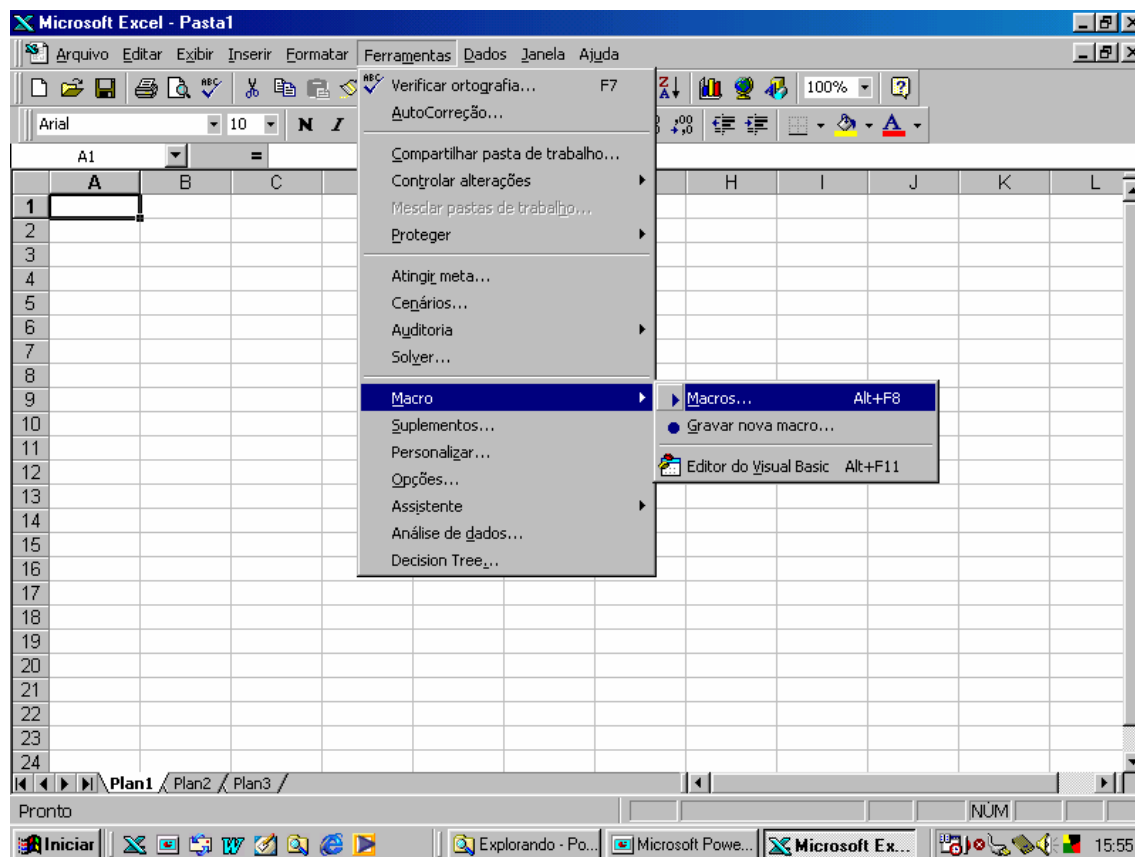 Microsoft Excel - Pasta1
Arquivo Editar Exibir Inserir Formatar Ferramentas Dados Janela Ajuda
100%
Arial 10 N I
A1 =
A B C H I J K L
Verificar ortografia... F7
AutoCorreção...
Compartilhar pasta de trabalho...
Controlar alterações
Mesclar pastas de trabalho...
Proteger
Atingir meta...
Cenários...
Auditoria
Solver...
Macro
Suplementos...
Personalizar...
Opções...
Assistente
Análise de dados...
Decision Tree...
Macros... Alt+F8
Gravar nova macro...
Editor do Visual Basic Alt+F11
1
2
3
4
5
6
7
8
9
10
11
12
13
14
15
16
17
18
19
20
21
22
23
24
Plan1 Plan2 Plan3
Pronto NÚM
Iniciar Explorando - Po... Microsoft Powe... Microsoft Ex... 15:55